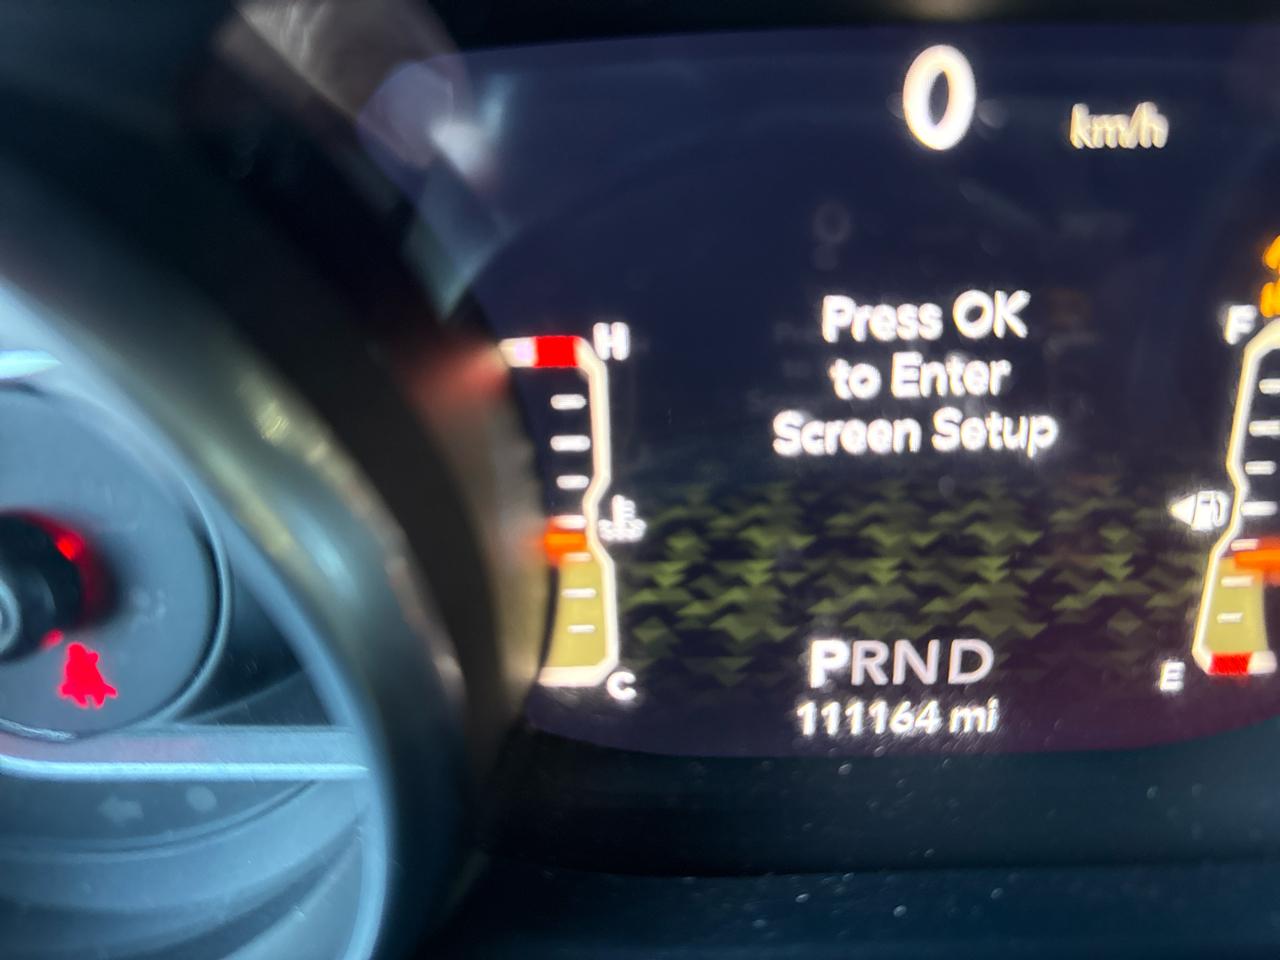 0 km/h
Press OK
to Enter
Screen Setup
H
F
C
E
PRND
111164 mi